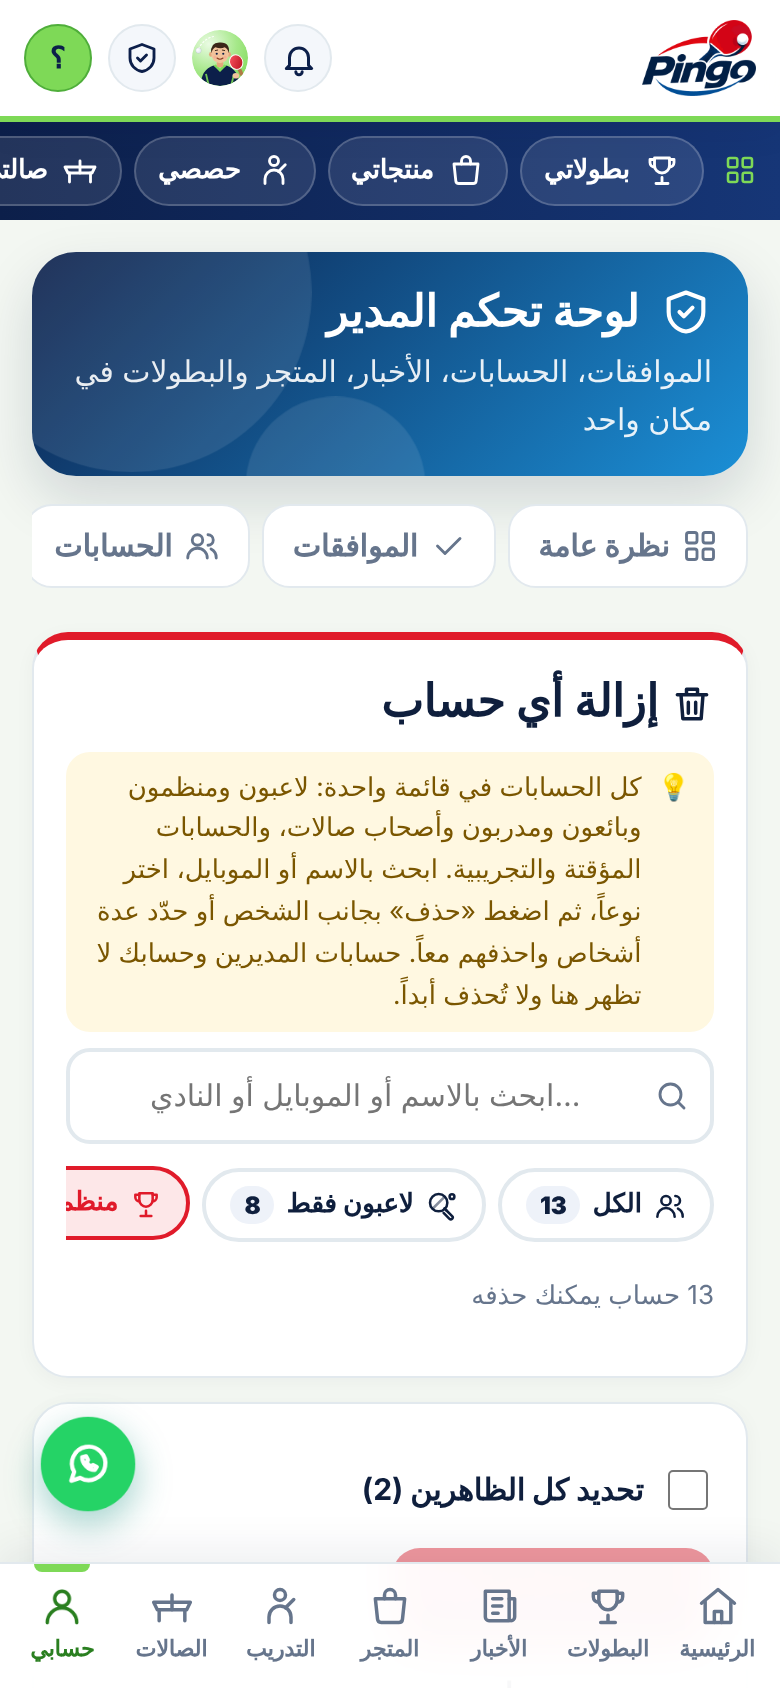 ؟
Pingo
بطولاتي
منتجاتي
حصصي
لوحة تحكم المدير
الموافقات، الحسابات، الأخبار، المتجر والبطولات في
مكان واحد
نظرة عامة
الموافقات
الحسابات
إزالة أي حساب
💡 كل الحسابات في قائمة واحدة: لاعبون ومنظمون
وبائعون ومدربون وأصحاب صالات، والحسابات
المؤقتة والتجريبية. ابحث بالاسم أو الموبايل، اختر
نوعاً، ثم اضغط «حذف» بجانب الشخص أو حدّد عدة
أشخاص واحذفهم معاً. حسابات المديرين وحسابك لا
تظهر هنا ولا تُحذف أبداً.
ابحث بالاسم أو الموبايل أو النادي...
الكل 13
لاعبون فقط 8
13 حساب يمكنك حذفه
تحديد كل الظاهرين (2)
الرئيسية
البطولات
الأخبار
المتجر
التدريب
الصالات
حسابي